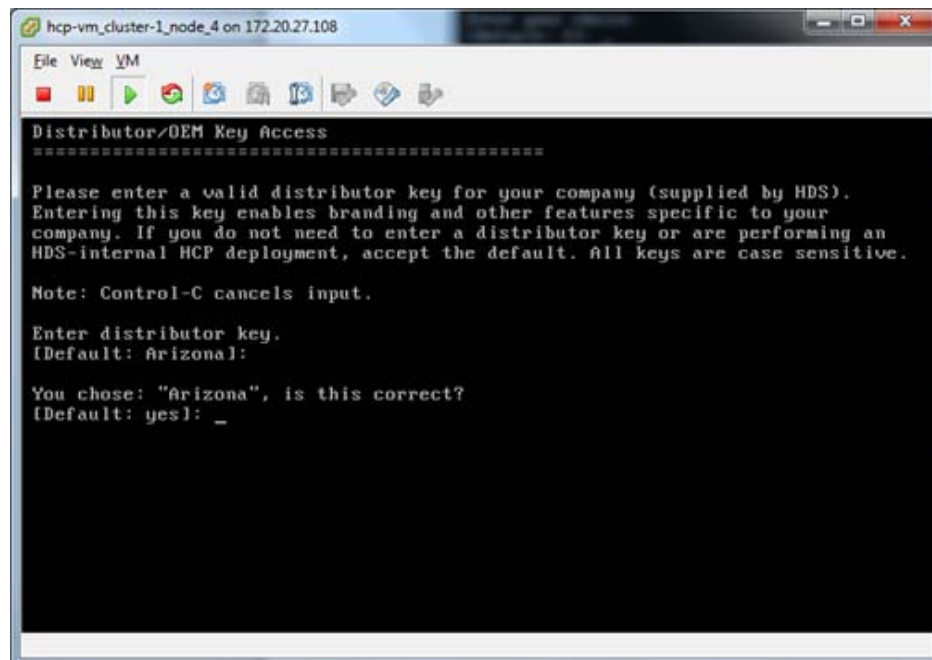 hcp-vm_cluster-1_node_4 on 172.20.27.108
File View VM
Distributor/OEM Key Access
=============================================
Please enter a valid distributor key for your company (supplied by HDS).
Entering this key enables branding and other features specific to your
company. If you do not need to enter a distributor key or are performing an
HDS-internal HCP deployment, accept the default. All keys are case sensitive.
Note: Control-C cancels input.
Enter distributor key.
[Default: Arizona]:
You chose: "Arizona", is this correct?
[Default: yes]: _